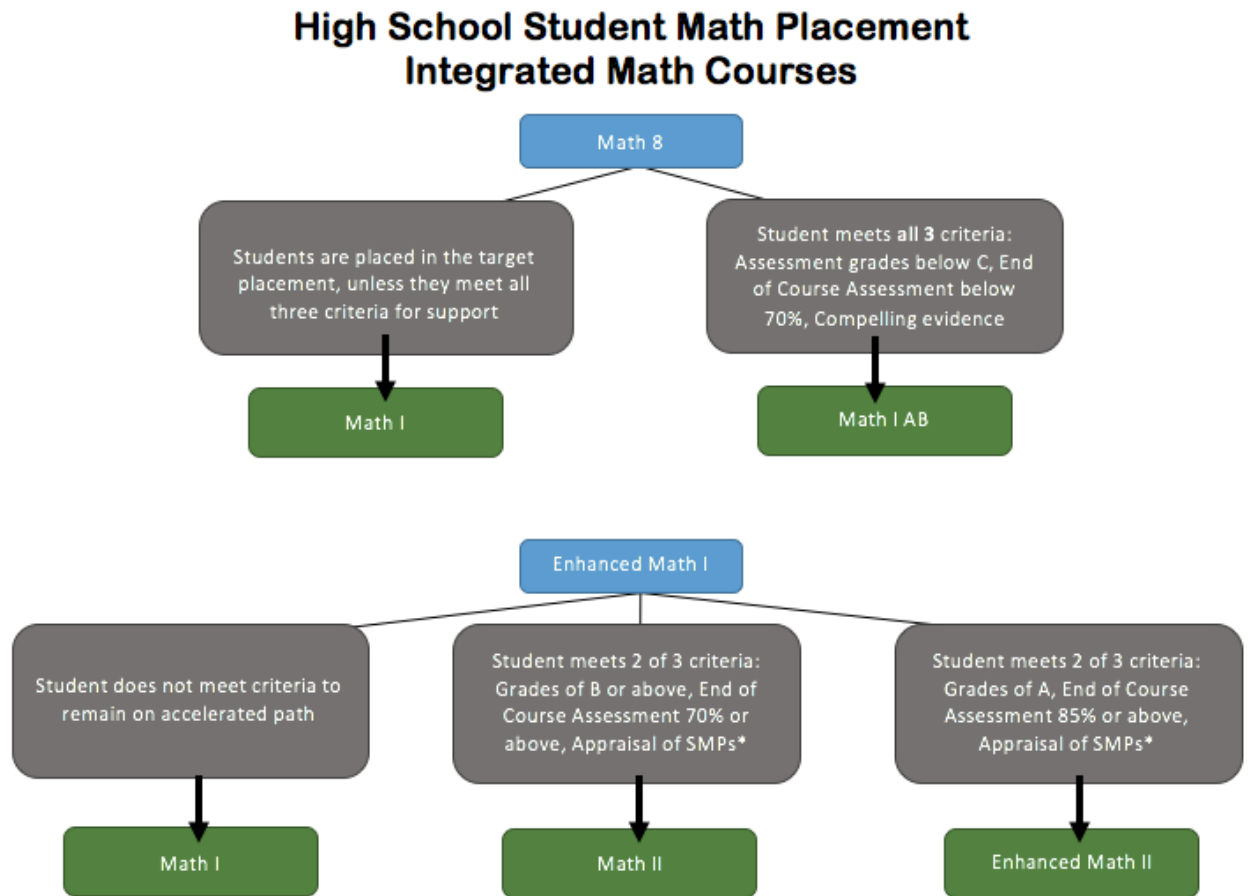 High School Student Math Placement
Integrated Math Courses
Math 8
Students are placed in the target
placement, unless they meet all
three criteria for support
Student meets all 3 criteria:
Assessment grades below C, End
of Course Assessment below
70%, Compelling evidence
Math I
Math I AB
Enhanced Math I
Student does not meet criteria to
remain on accelerated path
Student meets 2 of 3 criteria:
Grades of B or above, End of
Course Assessment 70% or
above, Appraisal of SMPs*
Student meets 2 of 3 criteria:
Grades of A, End of Course
Assessment 85% or above,
Appraisal of SMPs*
Math I
Math II
Enhanced Math II